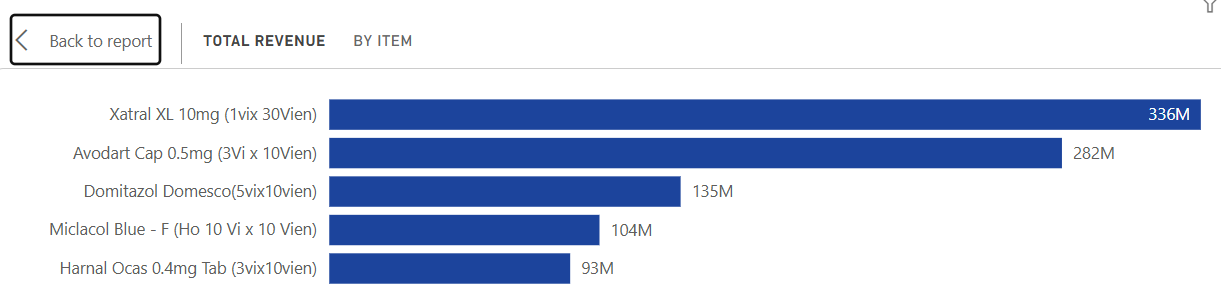 Back to report
TOTAL REVENUE BY ITEM
Xatral XL 10mg (1vix 30Vien) 336M
Avodart Cap 0.5mg (3Vi x 10Vien) 282M
Domitazol Domesco(5vix10vien) 135M
Miclacol Blue - F (Ho 10 Vi x 10 Vien) 104M
Harnal Ocas 0.4mg Tab (3vix10vien) 93M